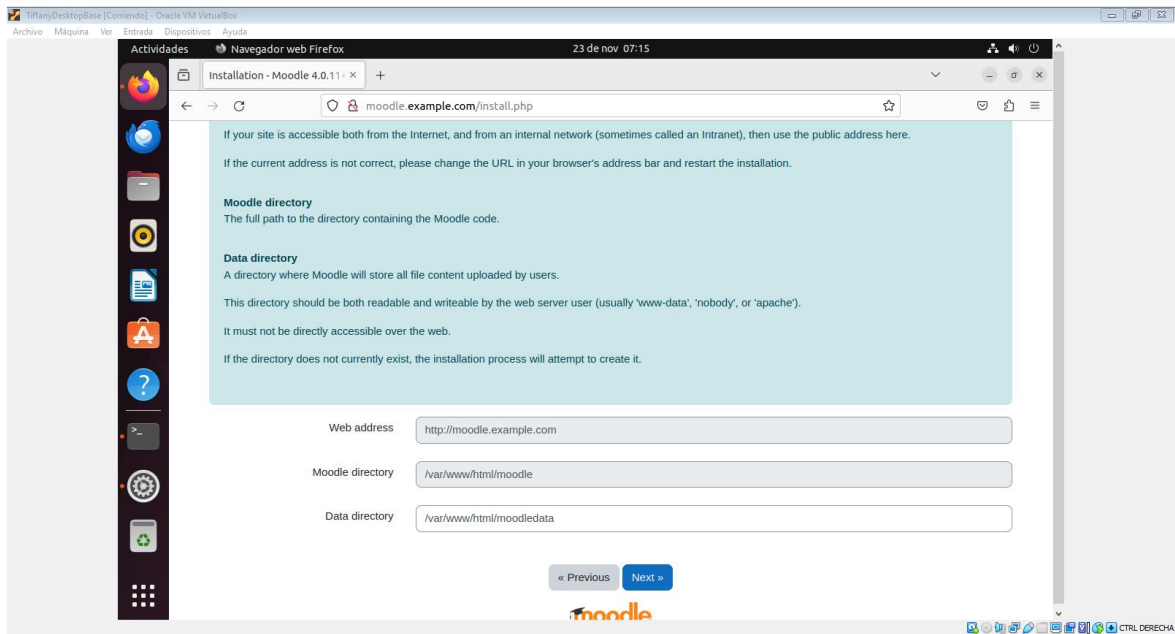 TiffanyDesktopBase [Corriendo] - Oracle VM VirtualBox
Archivo Máquina Ver Entrada Dispositivos Ayuda
Actividades Navegador web Firefox 23 de nov 07:15
Installation - Moodle 4.0.11+
moodle.example.com/install.php
If your site is accessible both from the Internet, and from an internal network (sometimes called an Intranet), then use the public address here.
If the current address is not correct, please change the URL in your browser's address bar and restart the installation.
Moodle directory
The full path to the directory containing the Moodle code.
Data directory
A directory where Moodle will store all file content uploaded by users.
This directory should be both readable and writeable by the web server user (usually 'www-data', 'nobody', or 'apache').
It must not be directly accessible over the web.
If the directory does not currently exist, the installation process will attempt to create it.
Web address http://moodle.example.com
Moodle directory /var/www/html/moodle
Data directory /var/www/html/moodledata
« Previous Next »
moodle
CTRL DERECHA